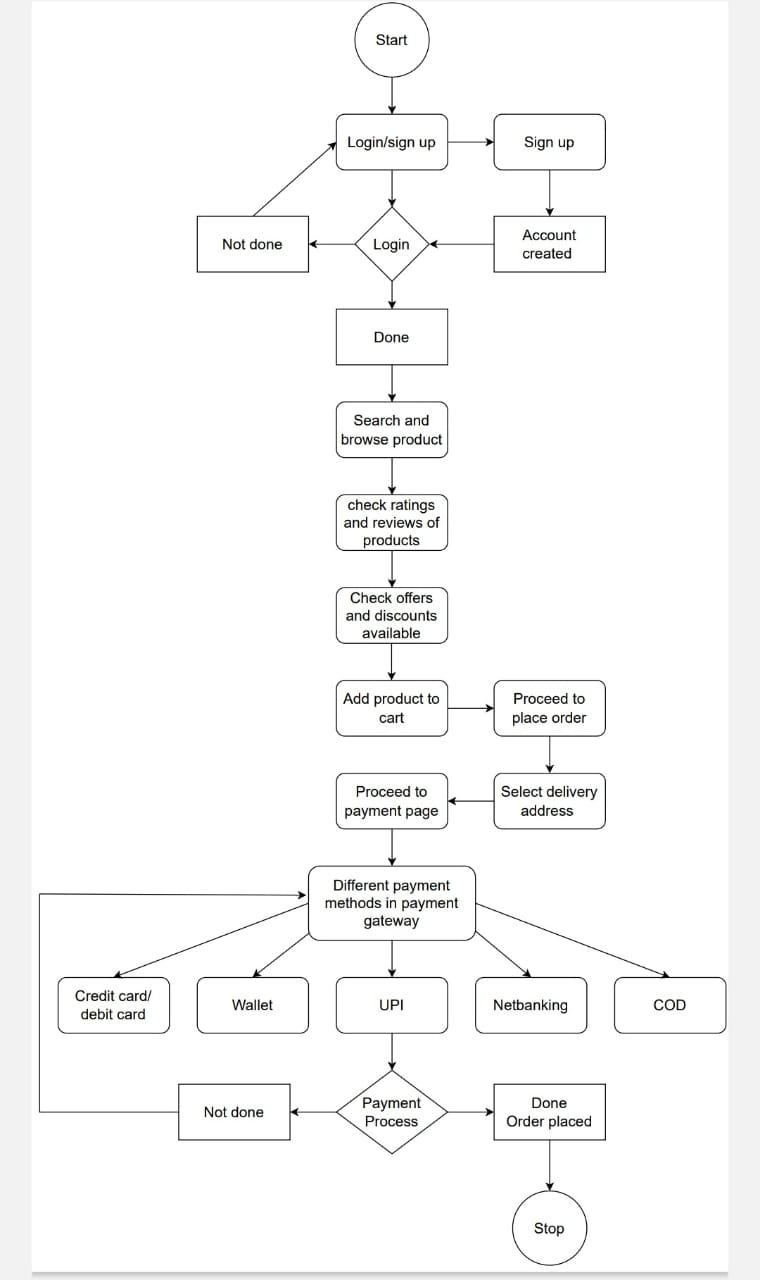 Start
Login/sign up
Sign up
Not done
Login
Account
created
Done
Search and
browse product
check ratings
and reviews of
products
Check offers
and discounts
available
Add product to
cart
Proceed to
place order
Proceed to
payment page
Select delivery
address
Different payment
methods in payment
gateway
Credit card/
debit card
Wallet
UPI
Netbanking
COD
Not done
Payment
Process
Done
Order placed
Stop